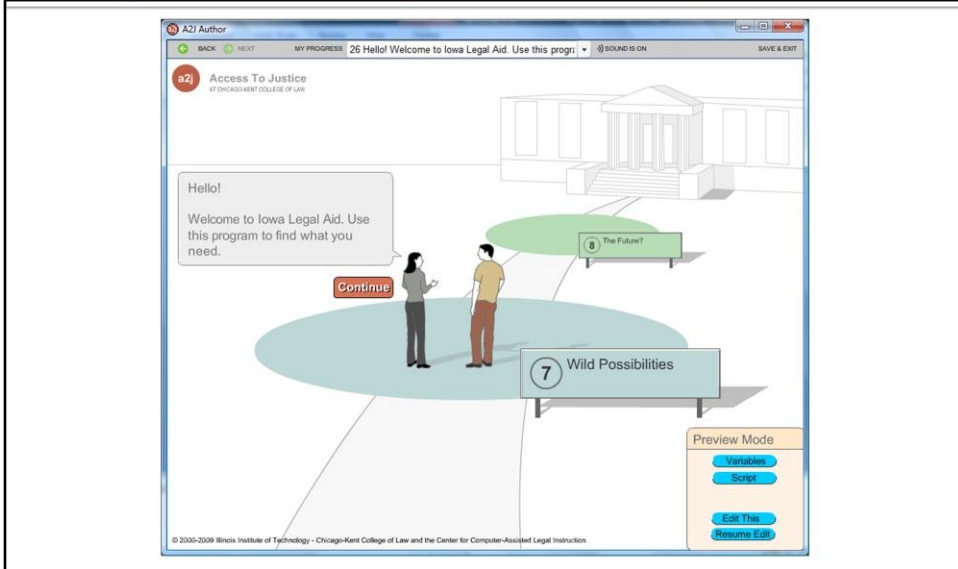 A2J Author
BACK NEXT MY PROGRESS 26 Hello! Welcome to Iowa Legal Aid. Use this progra SOUND IS ON SAVE & EXIT
a2j Access To Justice
AT CHICAGO-KENT COLLEGE OF LAW
Hello!
Welcome to Iowa Legal Aid. Use
this program to find what you
need.
8 The Future?
Continue
7 Wild Possibilities
Preview Mode
Variables
Script
Edit This
Resume Edit
© 2000-2009 Illinois Institute of Technology - Chicago-Kent College of Law and the Center for Computer-Assisted Legal Instruction